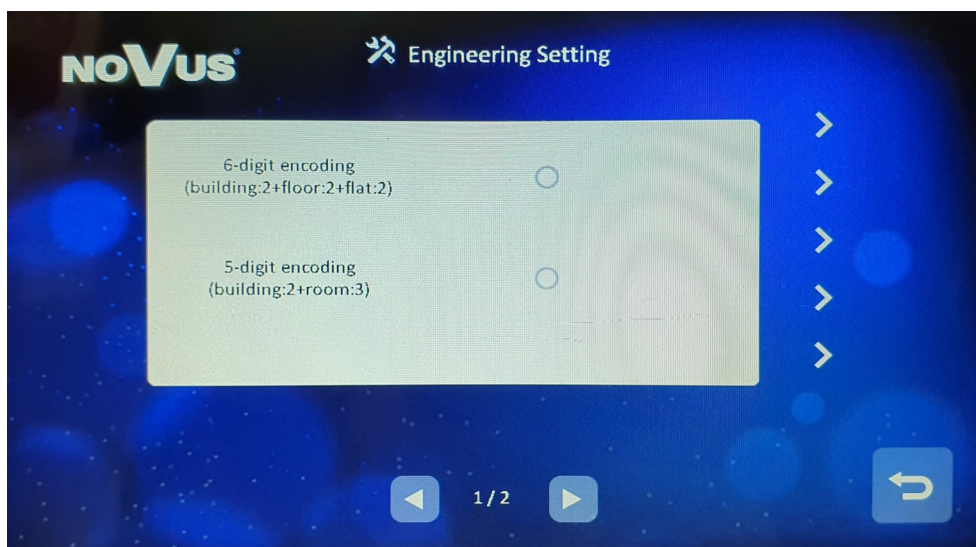 NOVUS
Engineering Setting
6-digit encoding
(building:2+floor:2+flat:2)
5-digit encoding
(building:2+room:3)
1/2